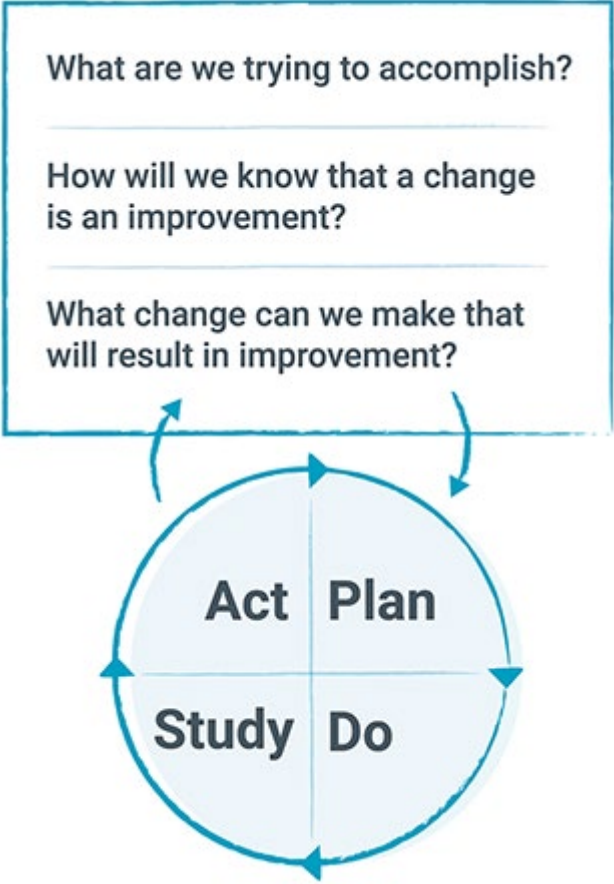 What are we trying to accomplish?
How will we know that a change
is an improvement?
What change can we make that
will result in improvement?
Act Plan
Study Do